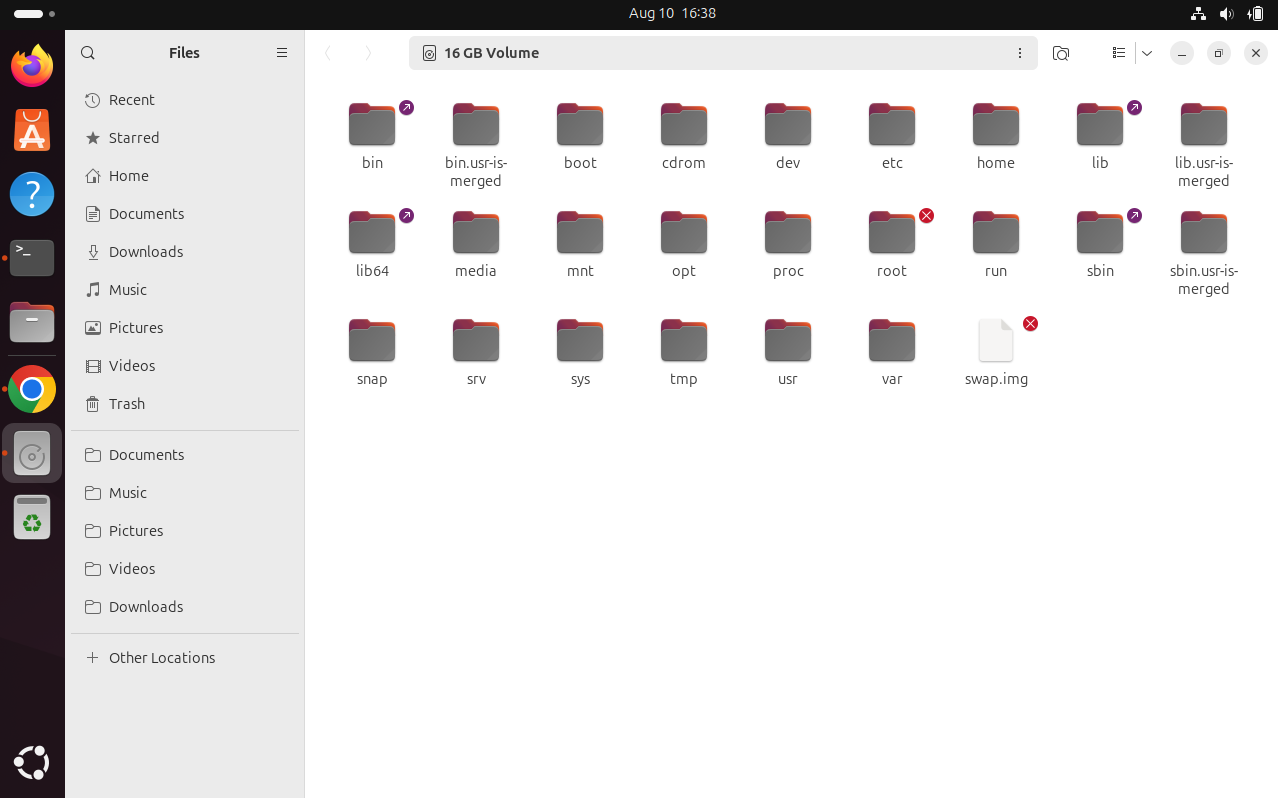 Aug 10 16:38
Files
16 GB Volume
Recent
Starred
Home
Documents
Downloads
Music
Pictures
Videos
Trash
Documents
Music
Pictures
Videos
Downloads
Other Locations
bin
bin.usr-is-
merged
boot
cdrom
dev
etc
home
lib
lib.usr-is-
merged
lib64
media
mnt
opt
proc
root
run
sbin
sbin.usr-is-
merged
snap
srv
sys
tmp
usr
var
swap.img